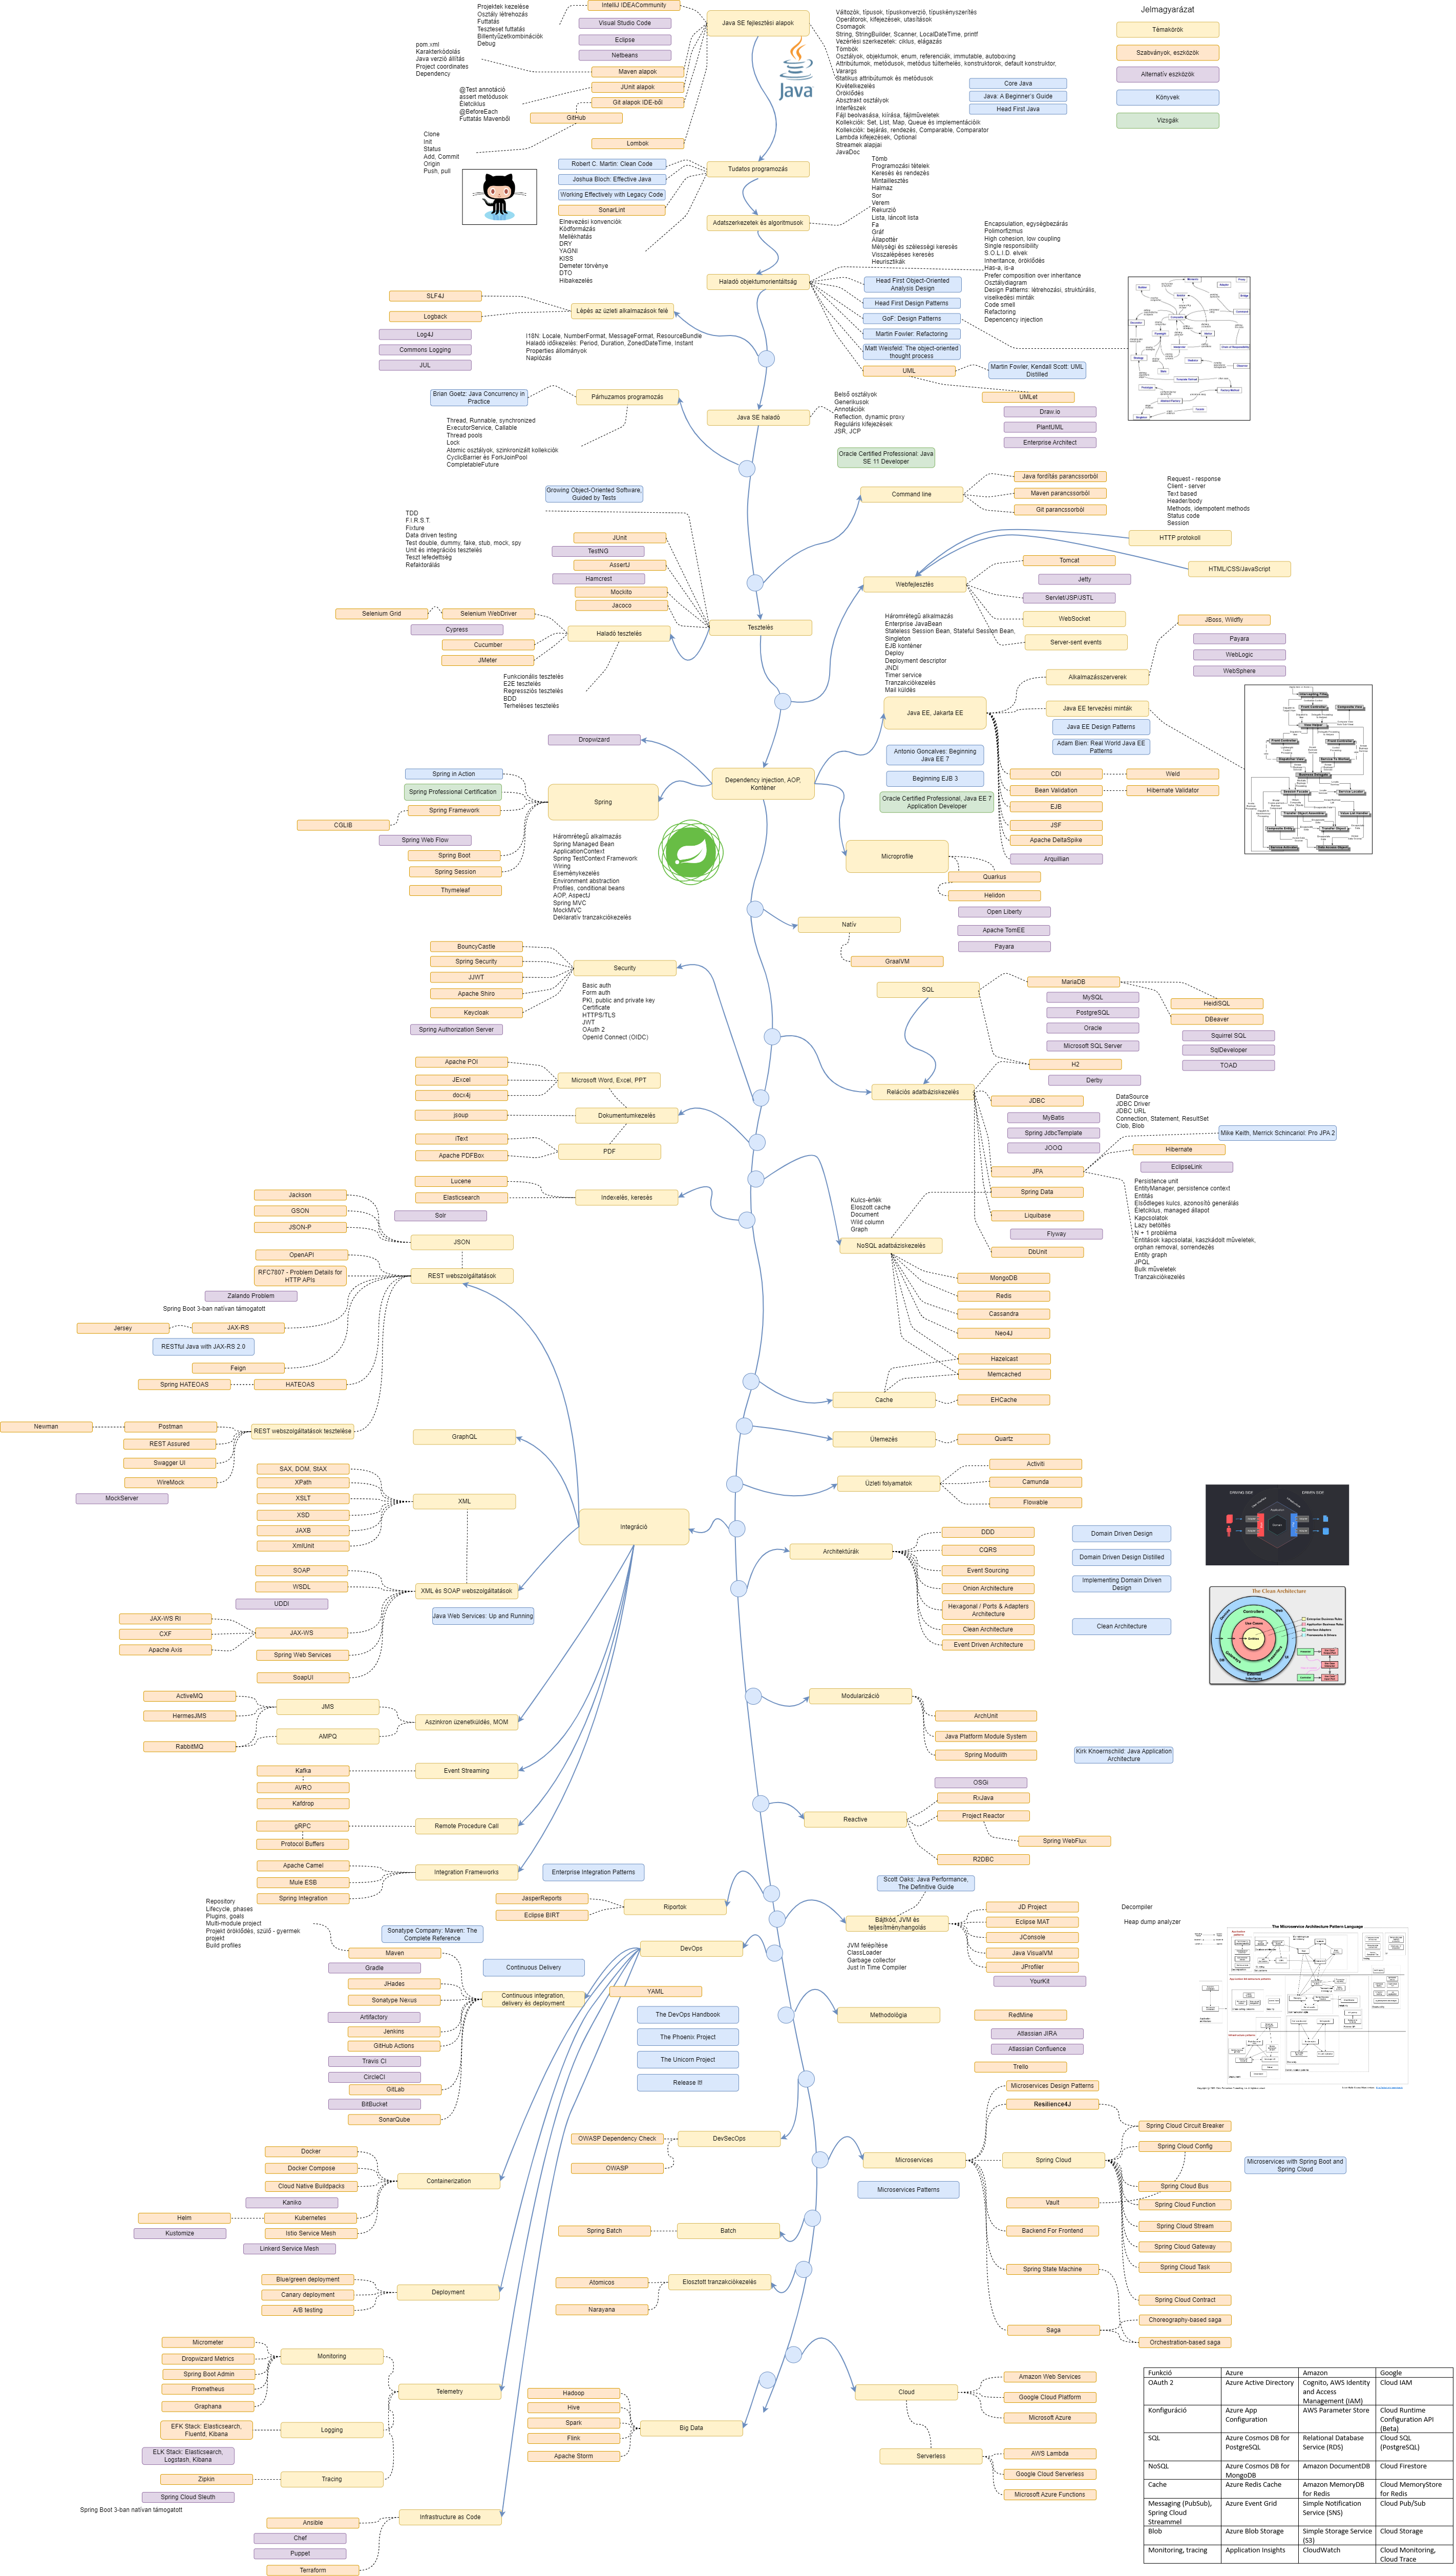 Jelmagyarázat
Témakörök
Szabványok, eszközök
Alternatív eszközök
Könyvek
Vizsgák
Java SE fejlesztési alapok
Java
IntelliJ IDEACommunity
Projektek kezelése
Osztály létrehozás
Futtatás
Teszteset futtatás
Billentyűzetkombinációk
Debug
Visual Studio Code
Eclipse
Netbeans
Maven alapok
pom.xml
Karakterkódolás
Java verzió állítás
Project coordinates
Dependency
JUnit alapok
@Test annotáció
assert metódusok
Életciklus
@BeforeEach
Futtatás Mavenből
Git alapok IDE-ből
GitHub
Clone
Init
Status
Add, Commit
Origin
Push, pull
Lombok
Változók, típusok, típuskonverzió, típuskényszerítés
Operátorok, kifejezések, utasítások
Csomagok
String, StringBuilder, Scanner, LocalDateTime, printf
Vezérlési szerkezetek: ciklus, elágazás
Tömbök
Osztályok, objektumok, enum, referenciák, immutable, autoboxing
Attribútumok, metódusok, metódus túlterhelés, konstruktorok, default konstruktor,
Varargs
Statikus attribútumok és metódusok
Kivételkezelés
Öröklődés
Absztrakt osztályok
Interfészek
Fájl beolvasása, kiírása, fájlműveletek
Kollekciók: Set, List, Map, Queue és implementációik
Kollekciók: bejárás, rendezés, Comparable, Comparator
Lambda kifejezések, Optional
Streamek alapjai
JavaDoc
Core Java
Java: A Beginner's Guide
Head First Java
Tudatos programozás
Robert C. Martin: Clean Code
Joshua Bloch: Effective Java
Working Effectively with Legacy Code
SonarLint
Elnevezési konvenciók
Kódformázás
Mellékhatás
DRY
YAGNI
KISS
Demeter törvénye
DTO
Hibakezelés
Adatszerkezetek és algoritmusok
Tömb
Programozási tételek
Keresés és rendezés
Mintaillesztés
Halmaz
Sor
Verem
Rekurzió
Lista, láncolt lista
Fa
Gráf
Állapottér
Mélységi és szélességi keresés
Visszalépéses keresés
Heurisztikák
Haladó objektumorientáltság
Encapsulation, egységbezárás
Polimorfizmus
High cohesion, low coupling
Single responsibility
S.O.L.I.D. elvek
Inheritance, öröklődés
Has-a, is-a
Prefer composition over inheritance
Osztálydiagram
Design Patterns: létrehozási, struktúrális,
viselkedési minták
Code smell
Refactoring
Depencency injection
Head First Object-Oriented
Analysis Design
Head First Design Patterns
GoF: Design Patterns
Martin Fowler: Refactoring
Matt Weisfeld: The object-oriented
thought process
UML
Martin Fowler, Kendall Scott: UML
Distilled
UMLet
Draw.io
PlantUML
Enterprise Architect
Lépés az üzleti alkalmazások felé
SLF4J
Logback
Log4J
Commons Logging
JUL
I18N: Locale, NumberFormat, MessageFormat, ResourceBundle
Haladó időkezelés: Period, Duration, ZonedDateTime, Instant
Properties állományok
Naplózás
Párhuzamos programozás
Brian Goetz: Java Concurrency in
Practice
Thread, Runnable, synchronized
ExecutorService, Callable
Thread pools
Lock
Atomic osztályok, szinkronizált kollekciók
CyclicBarrier és ForkJoinPool
CompletableFuture
Java SE haladó
Belső osztályok
Generikusok
Annotációk
Reflection, dynamic proxy
Reguláris kifejezések
JSR, JCP
Oracle Certified Professional: Java
SE 11 Developer
Command line
Java fordítás parancssorból
Maven parancssorból
Git parancssorból
Growing Object-Oriented Software,
Guided by Tests
TDD
F.I.R.S.T.
Fixture
Data driven testing
Test double, dummy, fake, stub, mock, spy
Unit és integrációs tesztelés
Teszt lefedettség
Refaktorálás
JUnit
TestNG
AssertJ
Hamcrest
Mockito
Jacoco
Tesztelés
Haladó tesztelés
Selenium Grid
Selenium WebDriver
Cypress
Cucumber
JMeter
Funkcionális tesztelés
E2E tesztelés
Regressziós tesztelés
BDD
Terheléses tesztelés
Request - response
Client - server
Text based
Header/body
Methods, idempotent methods
Status code
Session
HTTP protokoll
HTML/CSS/JavaScript
Webfejlesztés
Tomcat
Jetty
Servlet/JSP/JSTL
WebSocket
Server-sent events
Háromrétegű alkalmazás
Enterprise JavaBean
Stateless Session Bean, Stateful Session Bean,
Singleton
EJB konténer
Deploy
Deployment descriptor
JNDI
Timer service
Tranzakciókezelés
Mail küldés
Java EE, Jakarta EE
Alkalmazásszerverek
JBoss, Wildfly
Payara
WebLogic
WebSphere
Java EE tervezési minták
Java EE Design Patterns
Adam Bien: Real World Java EE
Patterns
Antonio Goncalves: Beginning
Java EE 7
Beginning EJB 3
Oracle Certified Professional, Java EE 7
Application Developer
CDI
Weld
Bean Validation
Hibernate Validator
EJB
JSF
Apache DeltaSpike
Arquillian
Dropwizard
Dependency injection, AOP,
Konténer
Spring
Spring in Action
Spring Professional Certification
Spring Framework
CGLIB
Spring Web Flow
Spring Boot
Spring Session
Thymeleaf
Háromrétegű alkalmazás
Spring Managed Bean
ApplicationContext
Spring TestContext Framework
Wiring
Eseménykezelés
Environment abstraction
Profiles, conditional beans
AOP, AspectJ
Spring MVC
MockMVC
Deklaratív tranzakciókezelés
Microprofile
Quarkus
Helidon
Open Liberty
Apache TomEE
Payara
Natív
GraalVM
Security
BouncyCastle
Spring Security
JJWT
Apache Shiro
Keycloak
Spring Authorization Server
Basic auth
Form auth
PKI, public and private key
Certificate
HTTPS/TLS
JWT
OAuth 2
OpenId Connect (OIDC)
SQL
MariaDB
MySQL
PostgreSQL
Oracle
Microsoft SQL Server
H2
Derby
HeidiSQL
DBeaver
Squirrel SQL
SqlDeveloper
TOAD
Relációs adatbáziskezelés
JDBC
MyBatis
Spring JdbcTemplate
JOOQ
DataSource
JDBC Driver
JDBC URL
Connection, Statement, ResultSet
Clob, Blob
Mike Keith, Merrick Schincariol: Pro JPA 2
JPA
Hibernate
EclipseLink
Spring Data
Liquibase
Flyway
DbUnit
Persistence unit
EntityManager, persistence context
Entitás
Elsődleges kulcs, azonosító generálás
Életciklus, managed állapot
Kapcsolatok
Lazy betöltés
N + 1 probléma
Entitások kapcsolatai, kaszkádolt műveletek,
orphan removal, sorrendezés
Entity graph
JPQL
Bulk műveletek
Tranzakciókezelés
Microsoft Word, Excel, PPT
Apache POI
JExcel
docx4j
Dokumentumkezelés
jsoup
PDF
iText
Apache PDFBox
Indexelés, keresés
Lucene
Elasticsearch
Solr
Kulcs-érték
Eloszott cache
Document
Wild column
Graph
NoSQL adatbáziskezelés
MongoDB
Redis
Cassandra
Neo4J
Hazelcast
Memcached
Cache
EHCache
Ütemezés
Quartz
Üzleti folyamatok
Activiti
Camunda
Flowable
JSON
Jackson
GSON
JSON-P
REST webszolgáltatások
OpenAPI
RFC7807 - Problem Details for
HTTP APIs
Zalando Problem
Spring Boot 3-ban natívan támogatott
Jersey
JAX-RS
RESTful Java with JAX-RS 2.0
Feign
Spring HATEOAS
HATEOAS
REST webszolgáltatások tesztelése
Newman
Postman
REST Assured
Swagger UI
WireMock
MockServer
GraphQL
XML
SAX, DOM, StAX
XPath
XSLT
XSD
JAXB
XmlUnit
Integráció
XML és SOAP webszolgáltatások
Java Web Services: Up and Running
SOAP
WSDL
UDDI
JAX-WS RI
CXF
Apache Axis
JAX-WS
Spring Web Services
SoapUI
Architektúrák
DDD
CQRS
Event Sourcing
Onion Architecture
Hexagonal / Ports & Adapters
Architecture
Clean Architecture
Event Driven Architecture
Domain Driven Design
Domain Driven Design Distilled
Implementing Domain Driven
Design
Clean Architecture
The Clean Architecture
Aszinkron üzenetküldés, MOM
JMS
ActiveMQ
HermesJMS
AMPQ
RabbitMQ
Modularizáció
ArchUnit
Java Platform Module System
Spring Modulith
OSGi
Kirk Knoernschild: Java Application
Architecture
Event Streaming
Kafka
AVRO
Kafdrop
Remote Procedure Call
gRPC
Protocol Buffers
Integration Frameworks
Apache Camel
Mule ESB
Spring Integration
Enterprise Integration Patterns
Reactive
RxJava
Project Reactor
Spring WebFlux
R2DBC
Riportok
JasperReports
Eclipse BIRT
Scott Oaks: Java Performance,
The Definitive Guide
Bájtkód, JVM és
teljesítményhangolás
JVM felépítése
ClassLoader
Garbage collector
Just In Time Compiler
JD Project
Decompiler
Eclipse MAT
Heap dump analyzer
JConsole
Java VisualVM
JProfiler
YourKit
The Microservice Architecture Pattern Language
DevOps
YAML
The DevOps Handbook
The Phoenix Project
The Unicorn Project
Release It!
Continuous Delivery
Continuous integration,
delivery és deployment
Repository
Lifecycle, phases
Plugins, goals
Multi-module project
Projekt öröklődés, szülő - gyermek
projekt
Build profiles
Sonatype Company: Maven: The
Complete Reference
Maven
Gradle
JHades
Sonatype Nexus
Artifactory
Jenkins
GitHub Actions
Travis CI
CircleCI
GitLab
BitBucket
SonarQube
Methodológia
RedMine
Atlassian JIRA
Atlassian Confluence
Trello
DevSecOps
OWASP Dependency Check
OWASP
Microservices
Microservices Patterns
Microservices Design Patterns
Resilience4J
Spring Cloud
Spring Cloud Circuit Breaker
Spring Cloud Config
Spring Cloud Bus
Spring Cloud Function
Spring Cloud Stream
Spring Cloud Gateway
Spring Cloud Task
Spring Cloud Contract
Microservices with Spring Boot and
Spring Cloud
Vault
Backend For Frontend
Spring State Machine
Saga
Choreography-based saga
Orchestration-based saga
Containerization
Docker
Docker Compose
Cloud Native Buildpacks
Kaniko
Helm
Kubernetes
Kustomize
Istio Service Mesh
Linkerd Service Mesh
Batch
Spring Batch
Elosztott tranzakciókezelés
Atomicos
Narayana
Deployment
Blue/green deployment
Canary deployment
A/B testing
Telemetry
Monitoring
Micrometer
Dropwizard Metrics
Spring Boot Admin
Prometheus
Graphana
Logging
EFK Stack: Elasticsearch,
Fluentd, Kibana
ELK Stack: Elasticsearch,
Logstash, Kibana
Tracing
Zipkin
Spring Cloud Sleuth
Spring Boot 3-ban natívan támogatott
Infrastructure as Code
Ansible
Chef
Puppet
Terraform
Big Data
Hadoop
Hive
Spark
Flink
Apache Storm
Cloud
Amazon Web Services
Google Cloud Platform
Microsoft Azure
Serverless
AWS Lambda
Google Cloud Serverless
Microsoft Azure Functions
Funkció Azure Amazon Google
OAuth 2 Azure Active Directory Cognito, AWS Identity and Access Management (IAM) Cloud IAM
Konfiguráció Azure App Configuration AWS Parameter Store Cloud Runtime Configuration API (Beta)
SQL Azure Cosmos DB for PostgreSQL Relational Database Service (RDS) Cloud SQL (PostgreSQL)
NoSQL Azure Cosmos DB for MongoDB Amazon DocumentDB Cloud Firestore
Cache Azure Redis Cache Amazon MemoryDB for Redis Cloud MemoryStore for Redis
Messaging (PubSub), Spring Cloud Streammel Azure Event Grid Simple Notification Service (SNS) Cloud Pub/Sub
Blob Azure Blob Storage Simple Storage Service (S3) Cloud Storage
Monitoring, tracing Application Insights CloudWatch Cloud Monitoring, Cloud Trace